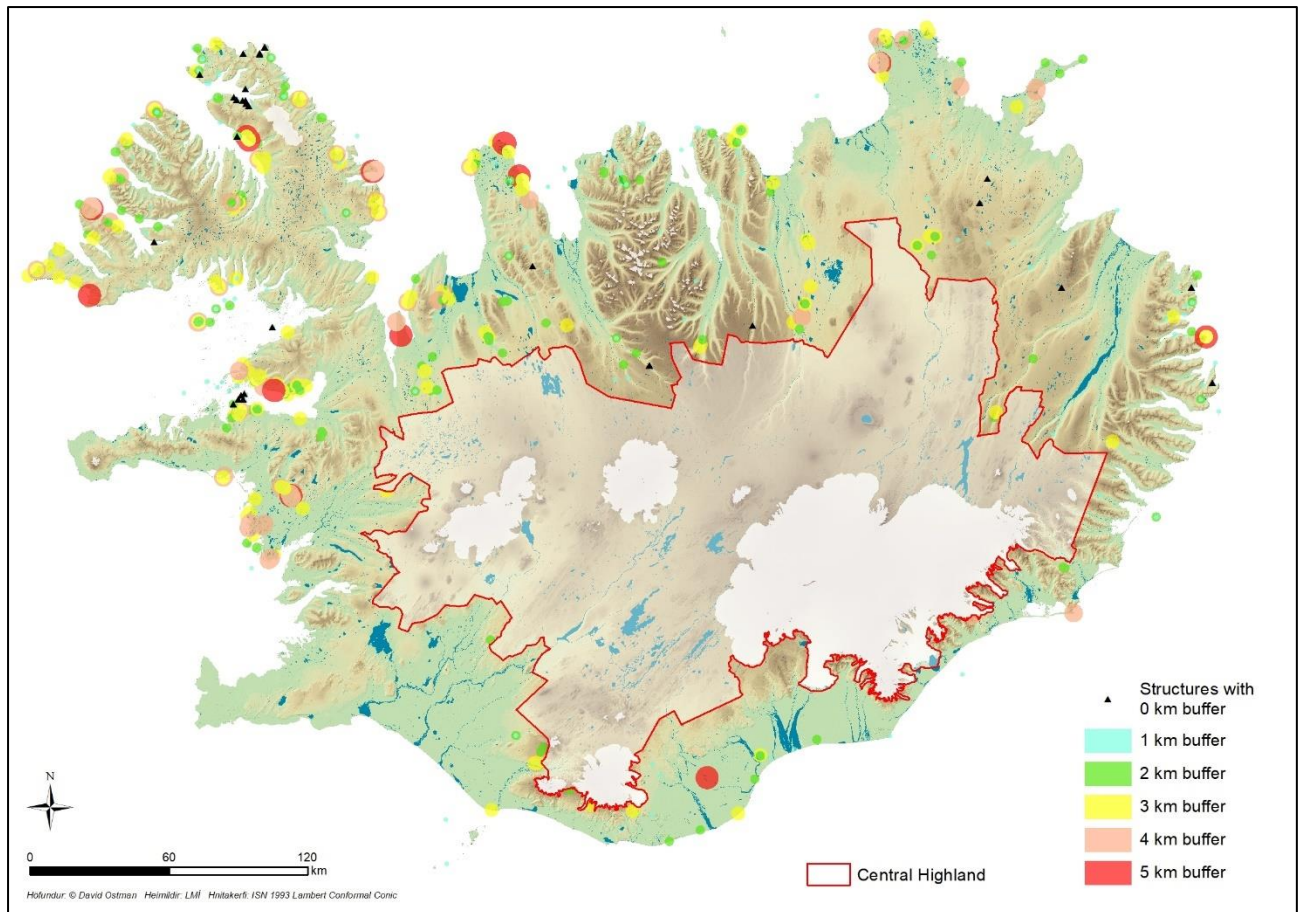 Structures with
0 km buffer
1 km buffer
2 km buffer
3 km buffer
4 km buffer
5 km buffer
Central Highland
N
0 60 120
km
Höfundur: © David Ostman Heimildir: LMÍ Hnitakerfi: ISN 1993 Lambert Conformal Conic